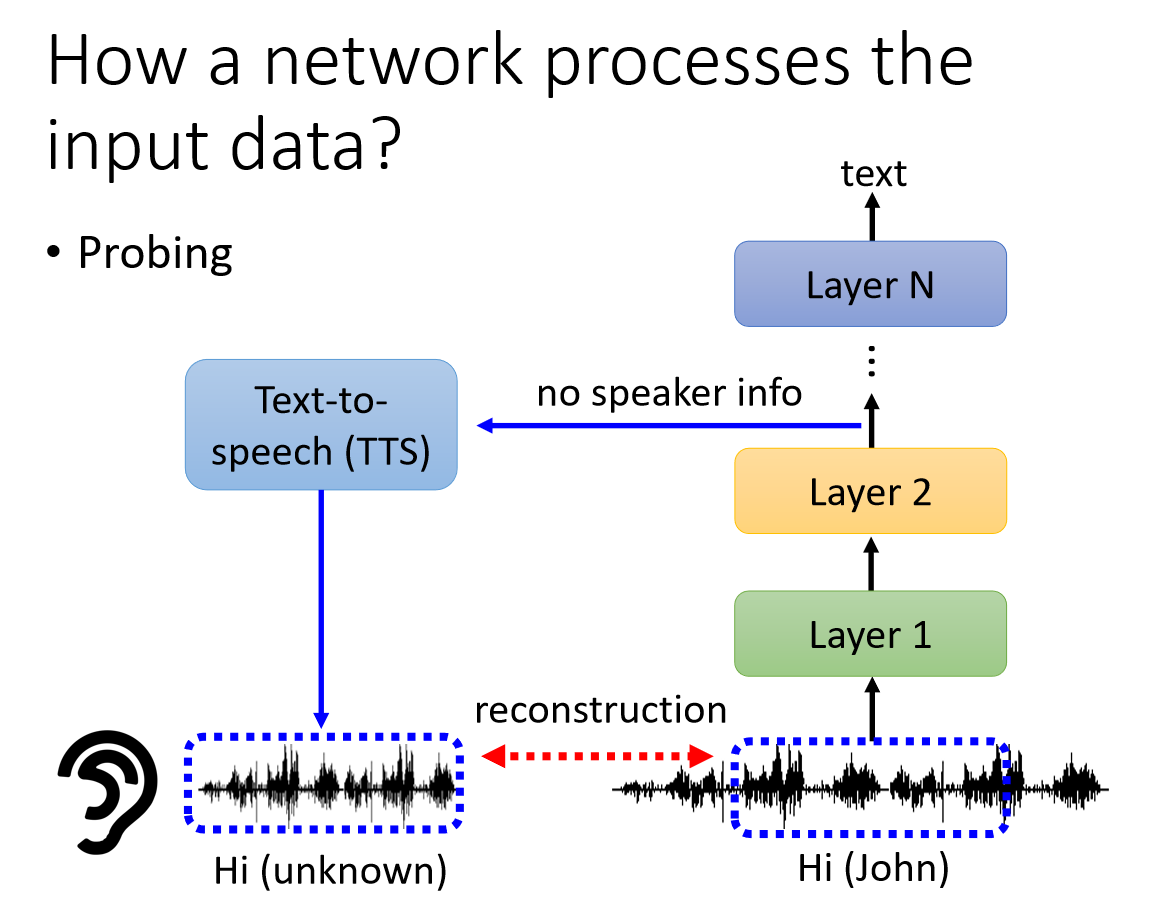 How a network processes the
input data?
• Probing
text
Layer N
⋮
Text-to-
speech (TTS)
no speaker info
Layer 2
Layer 1
reconstruction
Hi (unknown)
Hi (John)